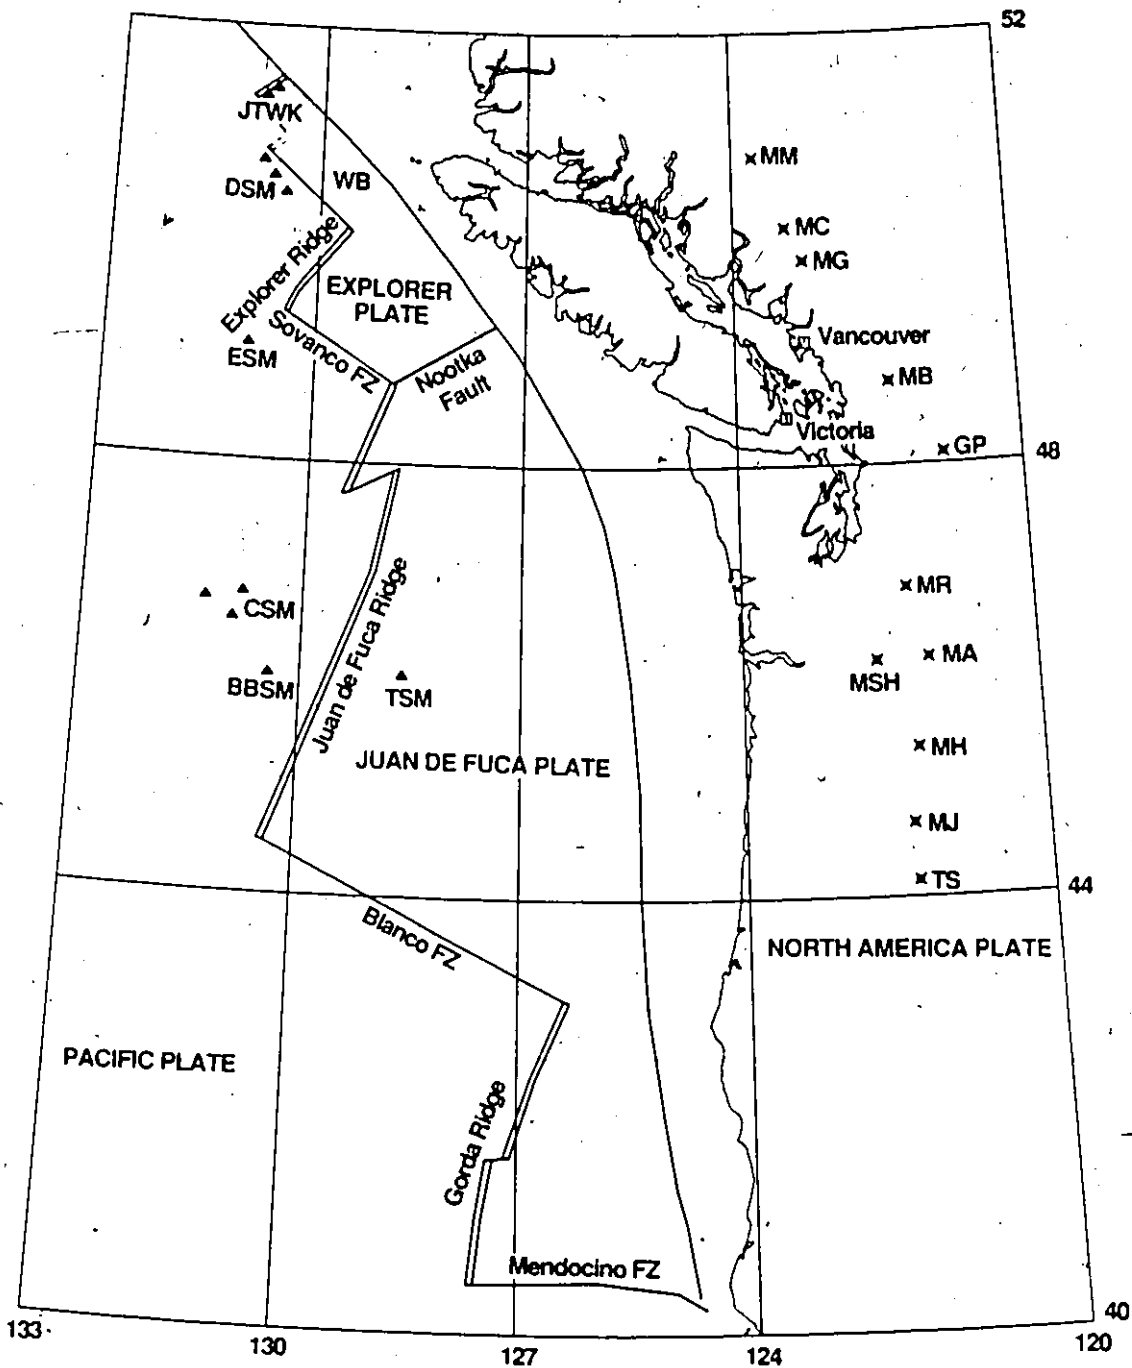 52
JTWK
MM
WB
DSM
MC
MG
Explorer Ridge
EXPLORER
PLATE
Sovanco FZ
ESM
Nootka
Fault
Vancouver
MB
Victoria
GP
48
CSM
Juan de Fuca Ridge
MR
MA
MSH
BBSM
TSM
MH
JUAN DE FUCA PLATE
MJ
TS
44
Blanco FZ
NORTH AMERICA PLATE
PACIFIC PLATE
Gorda Ridge
Mendocino FZ
40
133
130
127
124
120